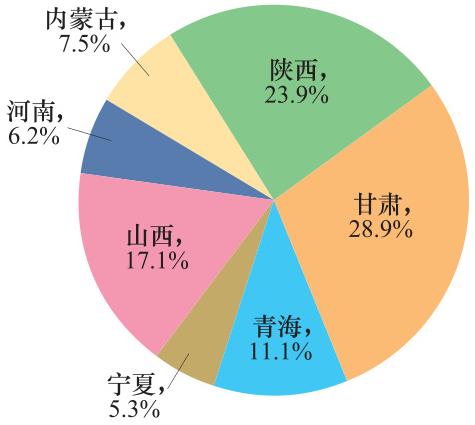 内蒙古,
7.5%
陕西,
23.9%
河南,
6.2%
甘肃,
28.9%
山西,
17.1%
青海,
11.1%
宁夏,
5.3%